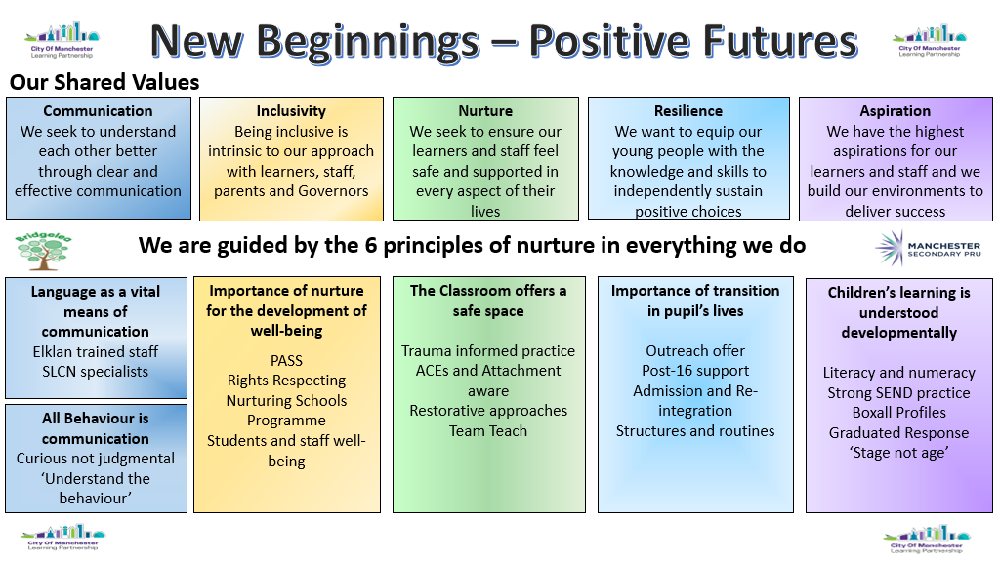 City Of Manchester
Learning Partnership
New Beginnings – Positive Futures
City Of Manchester
Learning Partnership
Our Shared Values
Communication
We seek to understand
each other better
through clear and
effective communication
Inclusivity
Being inclusive is
intrinsic to our approach
with learners, staff,
parents and Governors
Nurture
We seek to ensure our
learners and staff feel
safe and supported in
every aspect of their
lives
Resilience
We want to equip our
young people with the
knowledge and skills to
independently sustain
positive choices
Aspiration
We have the highest
aspirations for our
learners and staff and we
build our environments to
deliver success
Bridgelea
We are guided by the 6 principles of nurture in everything we do
MANCHESTER
SECONDARY PRU
Language as a vital
means of
communication
Elklan trained staff
SLCN specialists
All Behaviour is
communication
Curious not judgmental
‘Understand the
behaviour’
Importance of nurture
for the development of
well-being
PASS
Rights Respecting
Nurturing Schools
Programme
Students and staff well-
being
The Classroom offers a
safe space
Trauma informed practice
ACEs and Attachment
aware
Restorative approaches
Team Teach
Importance of transition
in pupil’s lives
Outreach offer
Post-16 support
Admission and Re-
integration
Structures and routines
Children’s learning is
understood
developmentally
Literacy and numeracy
Strong SEND practice
Boxall Profiles
Graduated Response
‘Stage not age’
City Of Manchester
Learning Partnership
City Of Manchester
Learning Partnership